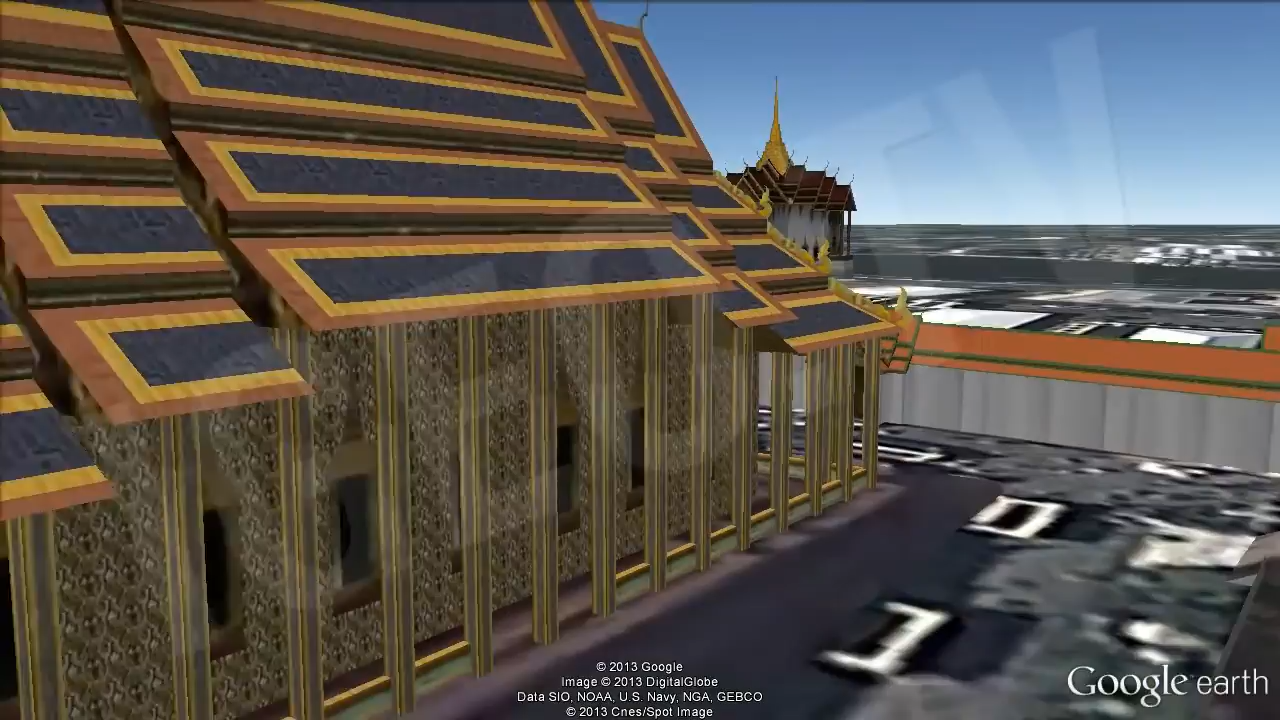 © 2013 Google
Image © 2013 DigitalGlobe
Data SIO, NOAA, U.S. Navy, NGA, GEBCO
© 2013 Cnes/Spot Image
Google earth